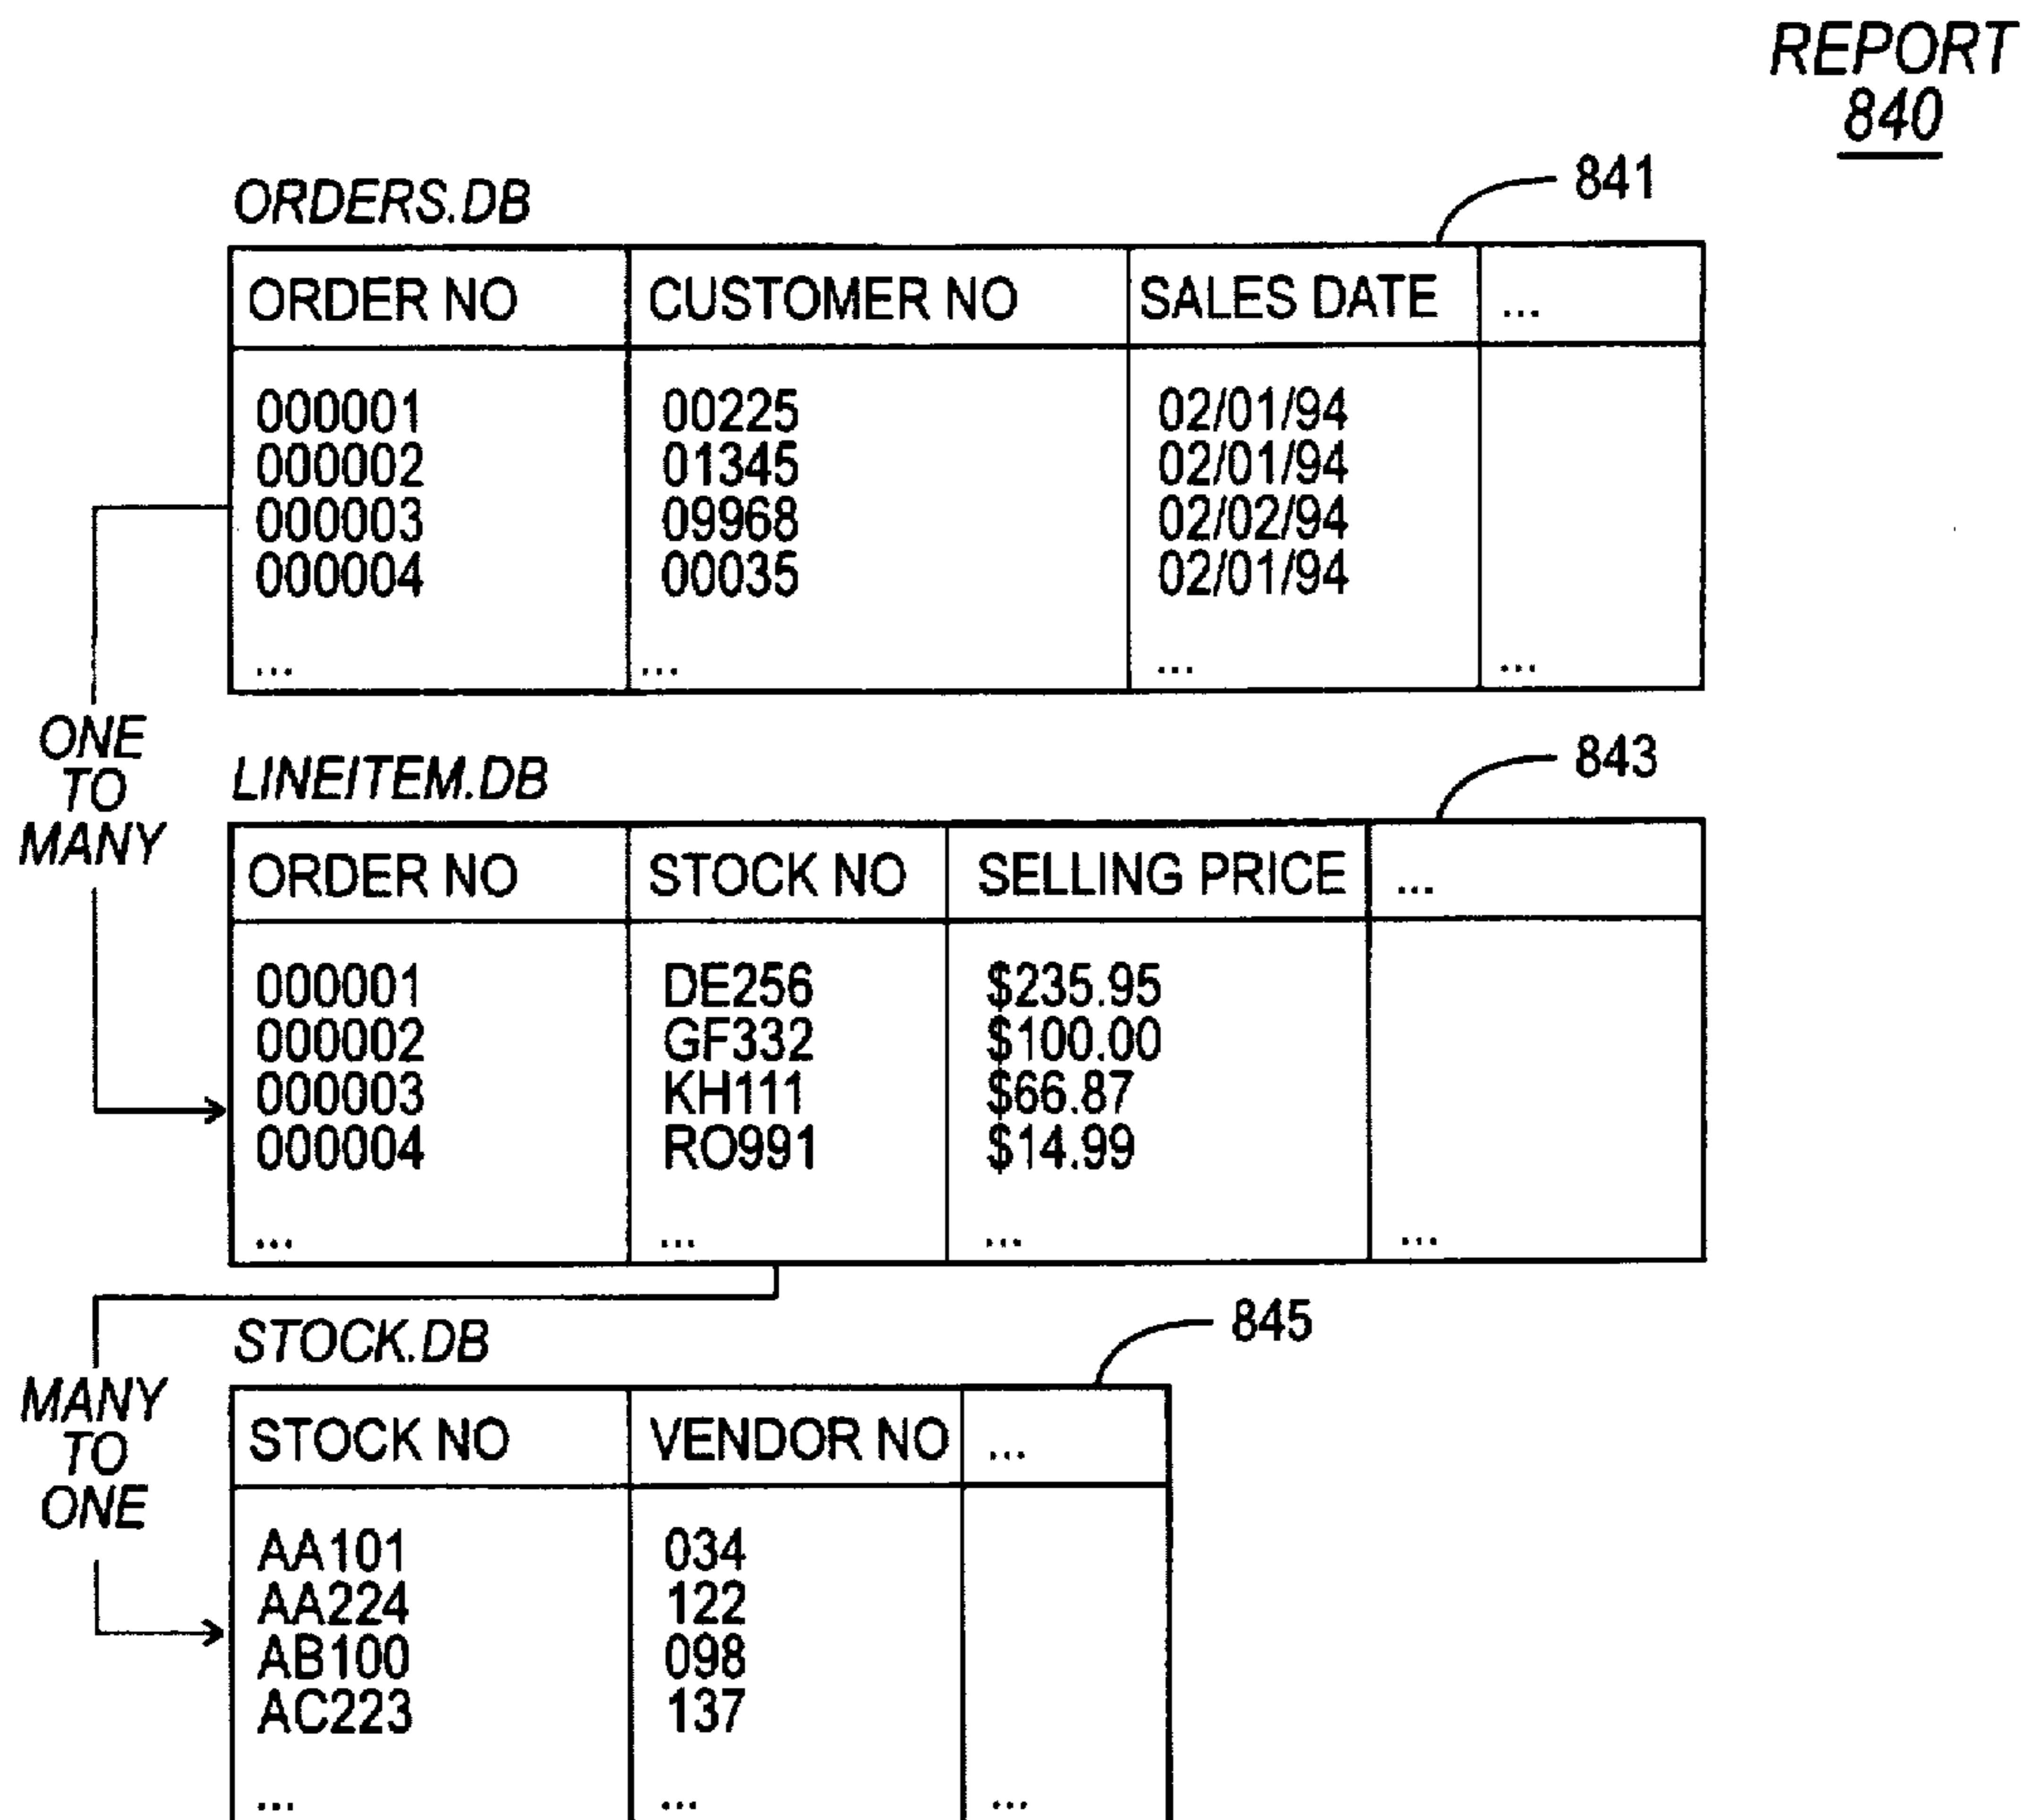 REPORT
840
841
ORDERS.DB
ORDER NO CUSTOMER NO SALES DATE ...
000001 00225 02/01/94
000002 01345 02/01/94
000003 09968 02/02/94
000004 00035 02/01/94
... ... ... ...
ONE
TO
MANY
843
LINEITEM.DB
ORDER NO STOCK NO SELLING PRICE ...
000001 DE256 $235.95
000002 GF332 $100.00
000003 KH111 $66.87
000004 RO991 $14.99
... ... ... ...
845
STOCK.DB
MANY
TO
ONE
STOCK NO VENDOR NO ...
AA101 034
AA224 122
AB100 098
AC223 137
... ... ...